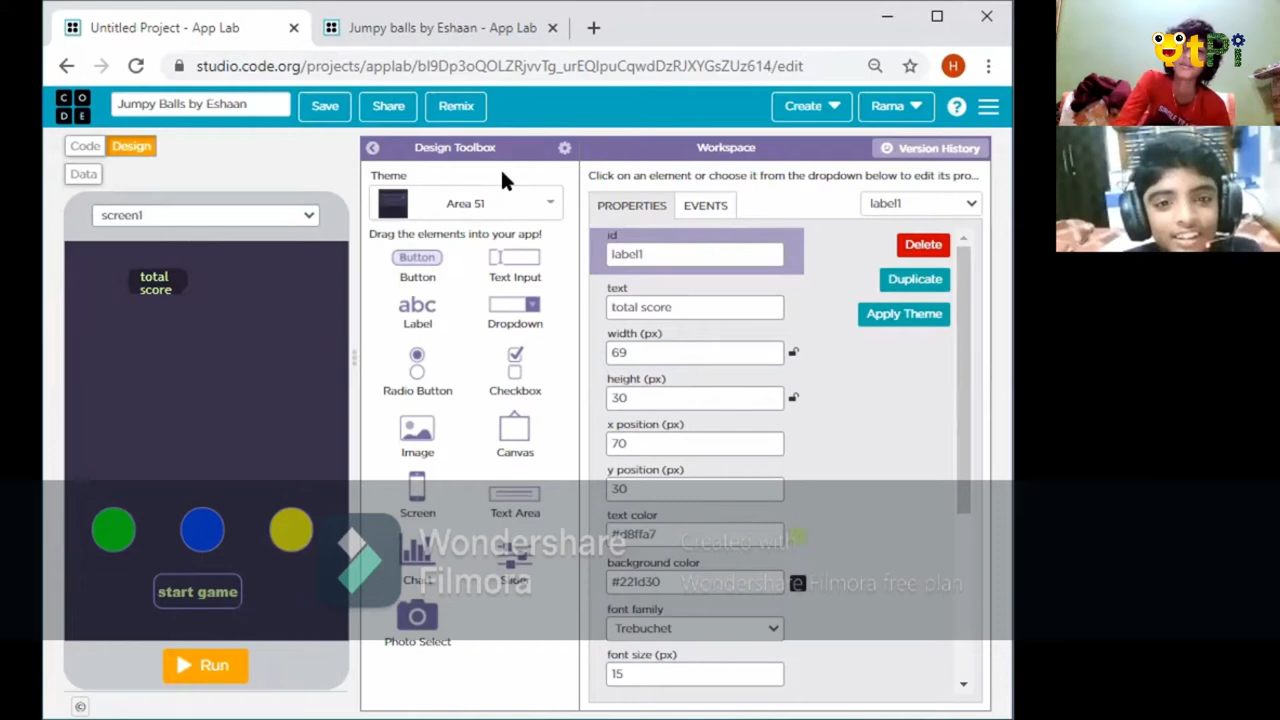 Untitled Project - App Lab
Jumpy balls by Eshaan - App Lab
CODE
Jumpy Balls by Eshaan
Save
Share
Remix
Create
Rama
?
H
Code
Design
Data
Design Toolbox
Workspace
Version History
screen1
Theme
Area 51
Drag the elements into your app!
Click on an element or choose it from the dropdown below to edit its pro...
PROPERTIES
EVENTS
label1
total
score
Button
Button
Text Input
abc
Label
Dropdown
Radio Button
Checkbox
Image
Canvas
Screen
Text Area
Photo Select
id
label1
Delete
text
total score
Duplicate
Apply Theme
width (px)
69
height (px)
30
x position (px)
70
y position (px)
30
text color
#d8ffa7
background color
#221d30
font family
Trebuchet
font size (px)
15
start game
Run
Wondershare
Filmora
Created with
Wondershare Filmora free plan